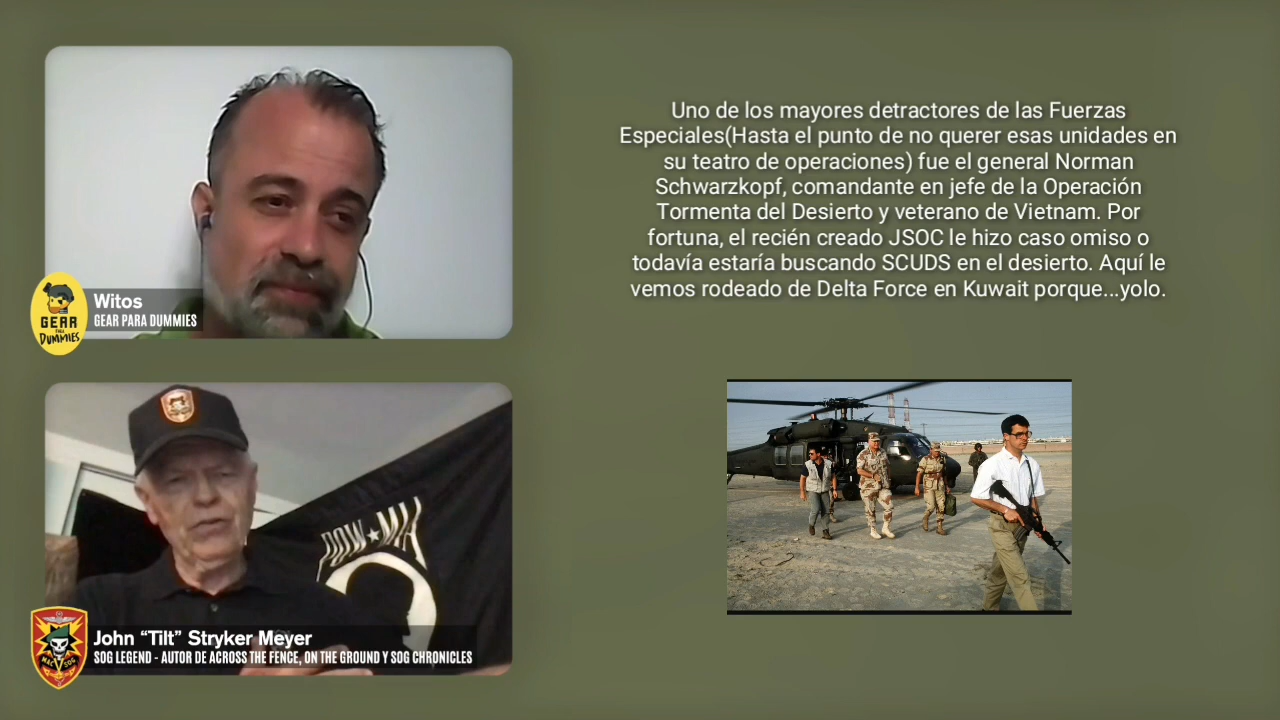 Uno de los mayores detractores de las Fuerzas
Especiales(Hasta el punto de no querer esas unidades en
su teatro de operaciones) fue el general Norman
Schwarzkopf, comandante en jefe de la Operación
Tormenta del Desierto y veterano de Vietnam. Por
fortuna, el recién creado JSOC le hizo caso omiso o
todavía estaría buscando SCUDS en el desierto. Aquí le
vemos rodeado de Delta Force en Kuwait porque...yolo.
Witos
GEAR PARA DUMMIES
GEAR
PARA
DUMMIES
POW★MIA
John “Tilt” Stryker Meyer
SOG LEGEND - AUTOR DE ACROSS THE FENCE, ON THE GROUND Y SOG CHRONICLES
MAC SOG